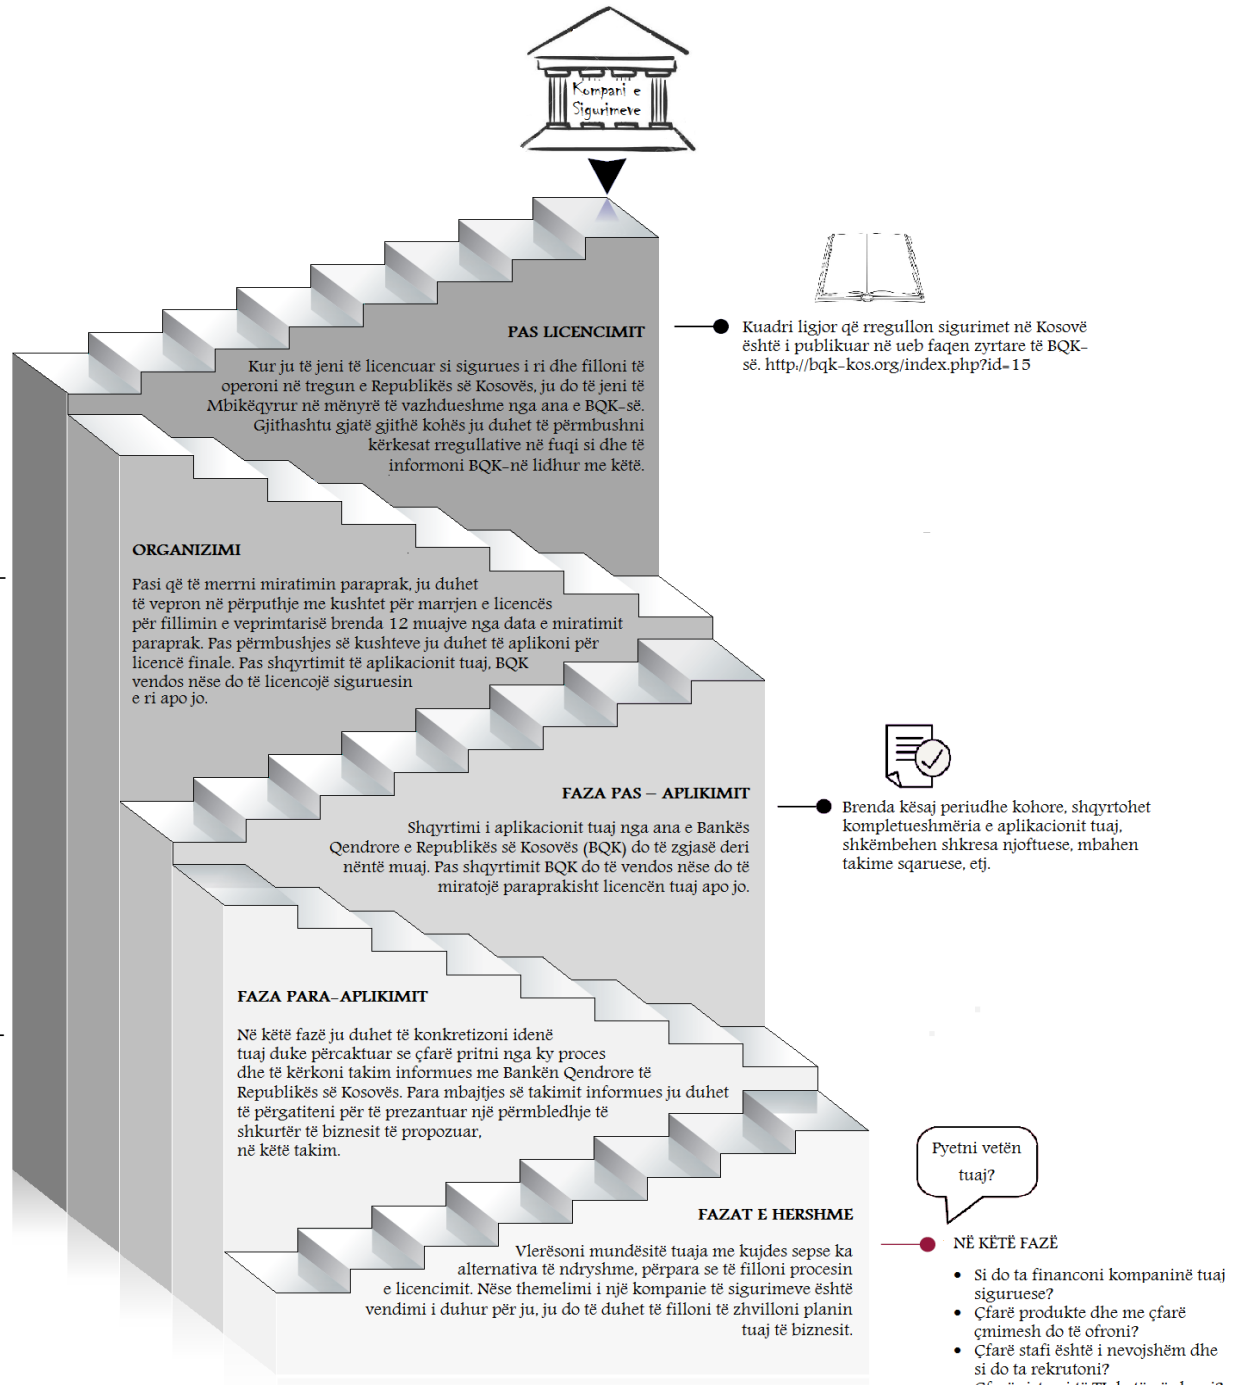 Kompani e
Sigurimeve
PAS LICENCIMIT
Kur ju të jeni të licencuar si sigurues i ri dhe filloni të
operoni në tregun e Republikës së Kosovës, ju do të jeni të
Mbikëqyrur në mënyrë të vazhdueshme nga ana e BQK-së.
Gjithashtu gjatë gjithë kohës ju duhet të përmbushni
kërkesat rregullative në fuqi si dhe të
informoni BQK-në lidhur me këtë.
Kuadri ligjor që rregullon sigurimet në Kosovë
është i publikuar në ueb faqen zyrtare të BQK-
së. http://bqk-kos.org/index.php?id=15
ORGANIZIMI
Pasi që të merrni miratimin paraprak, ju duhet
të vepron në përputhje me kushtet për marrjen e licencës
për fillimin e veprimtarisë brenda 12 muajve nga data e miratimit
paraprak. Pas përmbushjes së kushteve ju duhet të aplikoni për
licencë finale. Pas shqyrtimit të aplikacionit tuaj, BQK
vendos nëse do të licencojë siguruesin
e ri apo jo.
FAZA PAS – APLIKIMIT
Shqyrtimi i aplikacionit tuaj nga ana e Bankës
Qendrore e Republikës së Kosovës (BQK) do të zgjasë deri
nëntë muaj. Pas shqyrtimit BQK do të vendos nëse do të
miratojë paraprakisht licencën tuaj apo jo.
Brenda kësaj periudhe kohore, shqyrtohet
kompletueshmëria e aplikacionit tuaj,
shkëmbehen shkresa njoftuese, mbahen
takime sqaruese, etj.
FAZA PARA-APLIKIMIT
Në këtë fazë ju duhet të konkretizoni idenë
tuaj duke përcaktuar se çfarë pritni nga ky proces
dhe të kërkoni takim informues me Bankën Qendrore të
Republikës së Kosovës. Para mbajtjes së takimit informues ju duhet
të përgatiteni për të prezantuar një përmbledhje të
shkurtër të biznesit të propozuar,
në këtë takim.
FAZAT E HERSHME
Vlerësoni mundësitë tuaja me kujdes sepse ka
alternativa të ndryshme, përpara se të filloni procesin
e licencimit. Nëse themelimi i një kompanie të sigurimeve është
vendimi i duhur për ju, ju do të duhet të filloni të zhvilloni planin
tuaj të biznesit.
Pyetni vetën
tuaj?
NË KËTË FAZË
• Si do ta financoni kompaninë tuaj
siguruese?
• Çfarë produkte dhe me çfarë
çmimesh do të ofroni?
• Çfarë stafi është i nevojshëm dhe
si do ta rekrutoni?